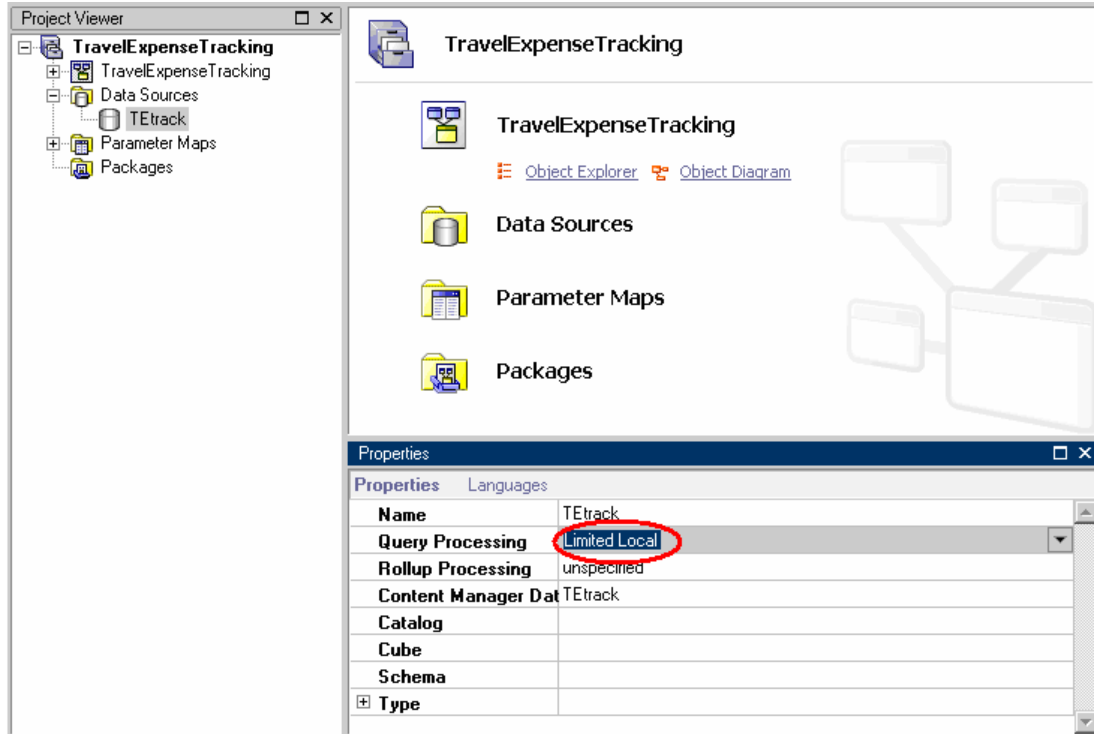 Project Viewer
TravelExpenseTracking
TravelExpenseTracking
Data Sources
TEtrack
Parameter Maps
Packages
TravelExpenseTracking
TravelExpenseTracking
Object Explorer Object Diagram
Data Sources
Parameter Maps
Packages
Properties
Properties Languages
Name TEtrack
Query Processing Limited Local
Rollup Processing unspecified
Content Manager Dat TEtrack
Catalog
Cube
Schema
Type